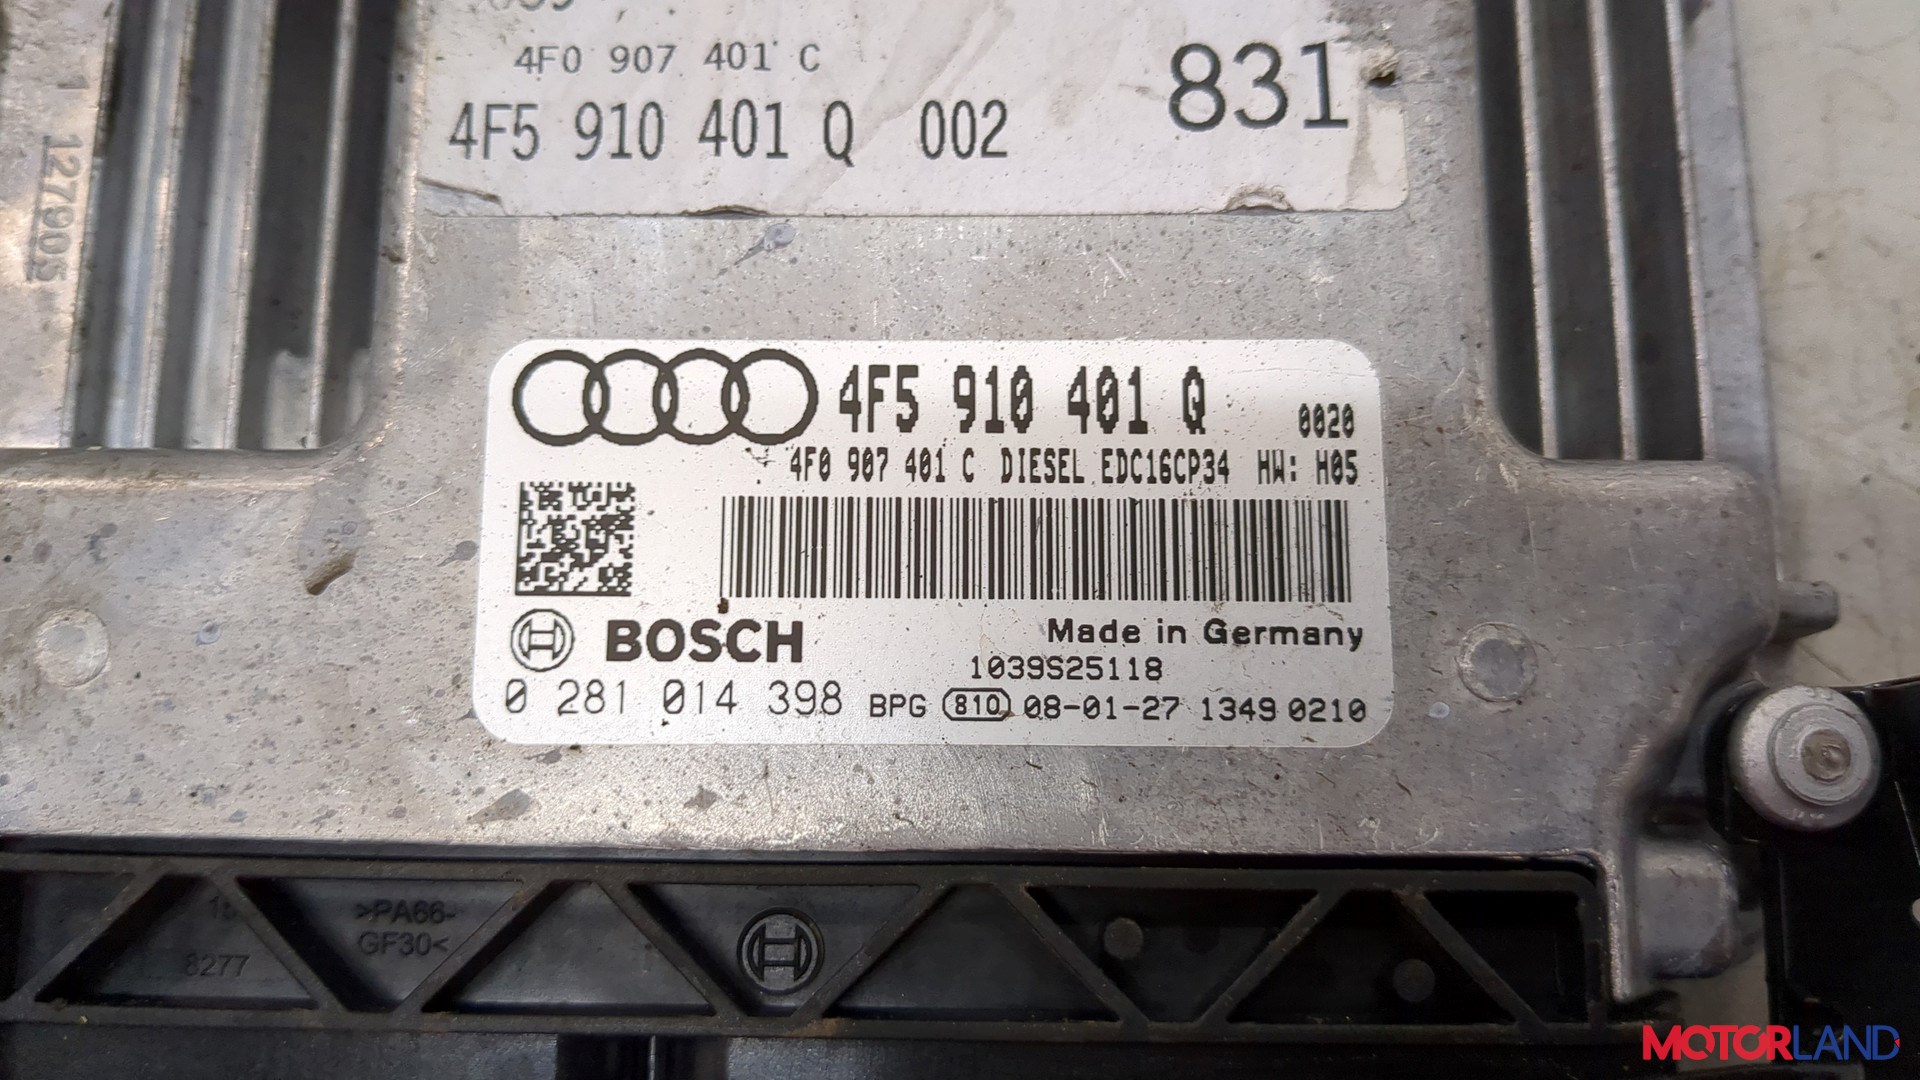 4F0 907 401 C
4F5 910 401 Q 002
831
127905
4F5 910 401 Q 0020
4F0 907 401 C DIESEL EDC16CP34 HW: H05
BOSCH
Made in Germany
1039S25118
0 281 014 398 BPG 810 08-01-27 1349 0210
>PA66-
GF30<
8277
MOTORLAND